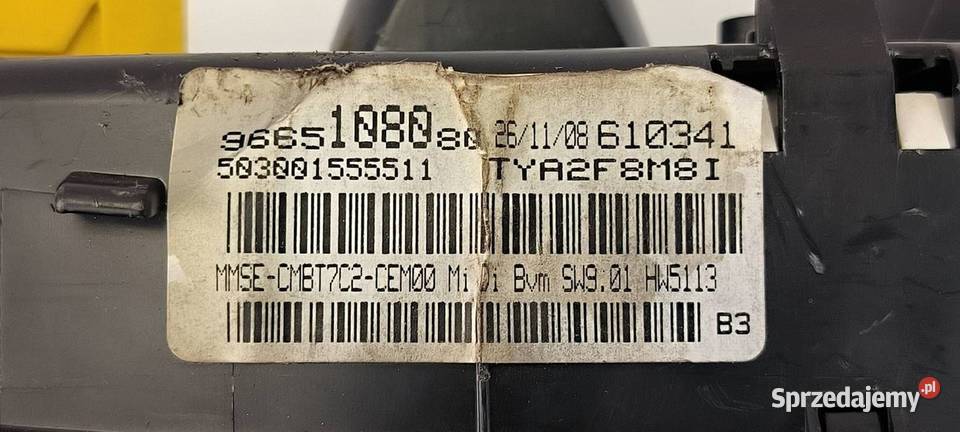 9665108080 26/11/08 610341
503001555511 TYA2F8M8I
MMSE-CMBT7C2-CEM00 Mi Di Bvm SW9.01 HW5113
B3
Sprzedajemy.pl